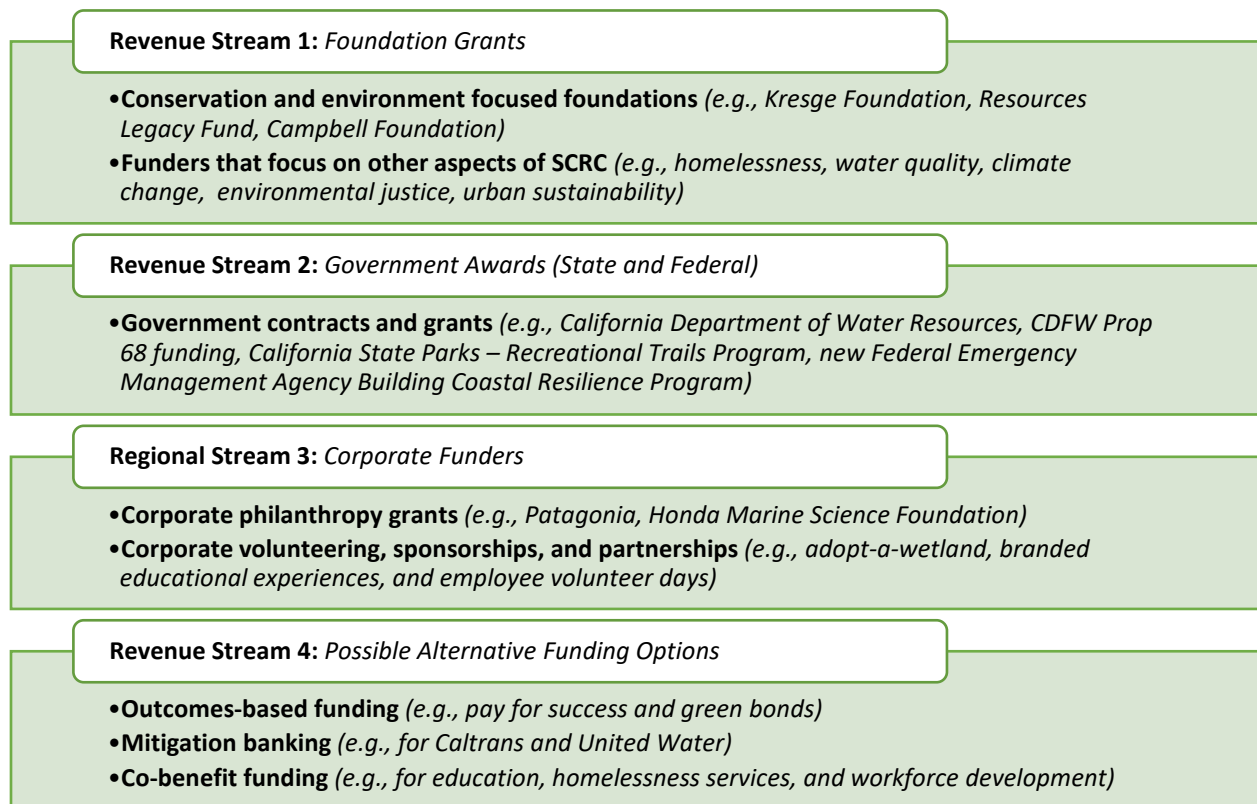 Revenue Stream 1: Foundation Grants
•Conservation and environment focused foundations (e.g., Kresge Foundation, Resources
Legacy Fund, Campbell Foundation)
•Funders that focus on other aspects of SCRC (e.g., homelessness, water quality, climate
change, environmental justice, urban sustainability)
Revenue Stream 2: Government Awards (State and Federal)
•Government contracts and grants (e.g., California Department of Water Resources, CDFW Prop
68 funding, California State Parks – Recreational Trails Program, new Federal Emergency
Management Agency Building Coastal Resilience Program)
Regional Stream 3: Corporate Funders
•Corporate philanthropy grants (e.g., Patagonia, Honda Marine Science Foundation)
•Corporate volunteering, sponsorships, and partnerships (e.g., adopt-a-wetland, branded
educational experiences, and employee volunteer days)
Revenue Stream 4: Possible Alternative Funding Options
•Outcomes-based funding (e.g., pay for success and green bonds)
•Mitigation banking (e.g., for Caltrans and United Water)
•Co-benefit funding (e.g., for education, homelessness services, and workforce development)